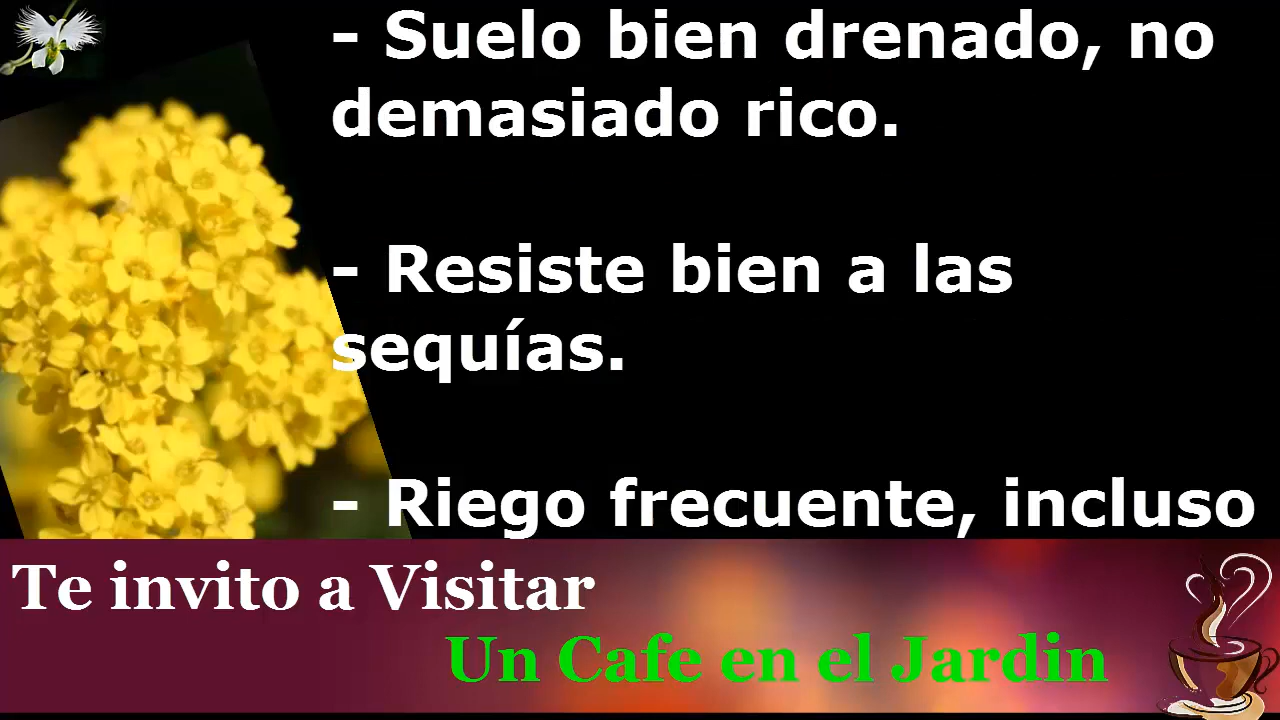 - Suelo bien drenado, no
demasiado rico.
- Resiste bien a las
sequías.
- Riego frecuente, incluso
Te invito a Visitar
Un Cafe en el Jardin